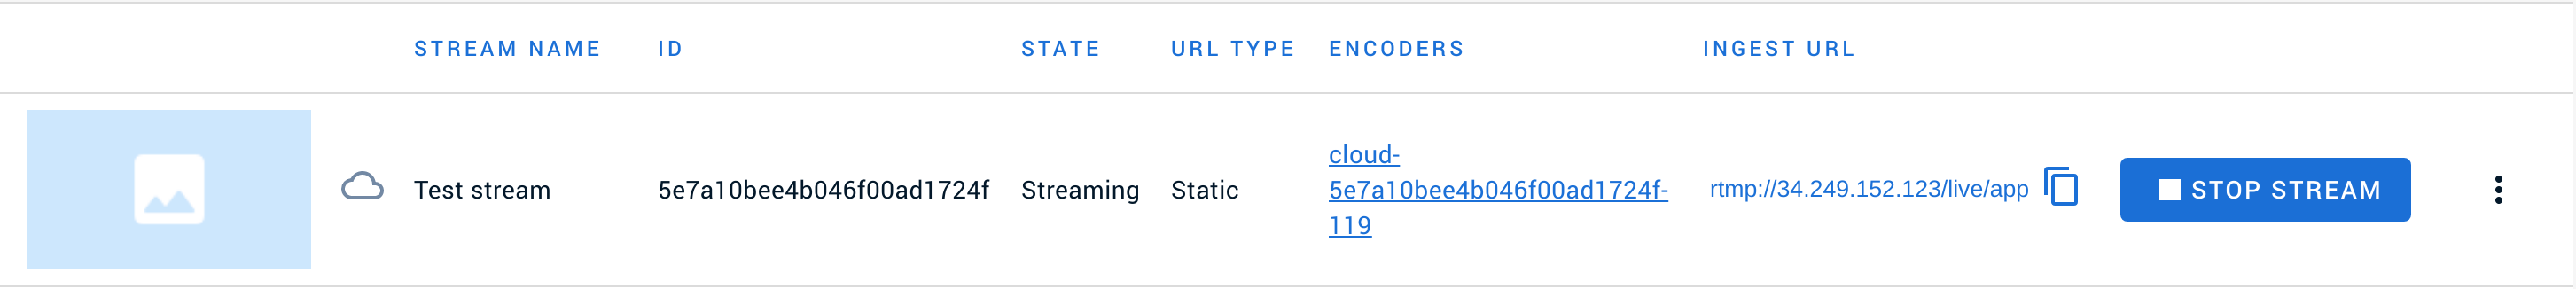 STREAM NAME ID STATE URL TYPE ENCODERS INGEST URL
Test stream 5e7a10bee4b046f00ad1724f Streaming Static
cloud-
5e7a10bee4b046f00ad1724f-
119
rtmp://34.249.152.123/live/app
STOP STREAM